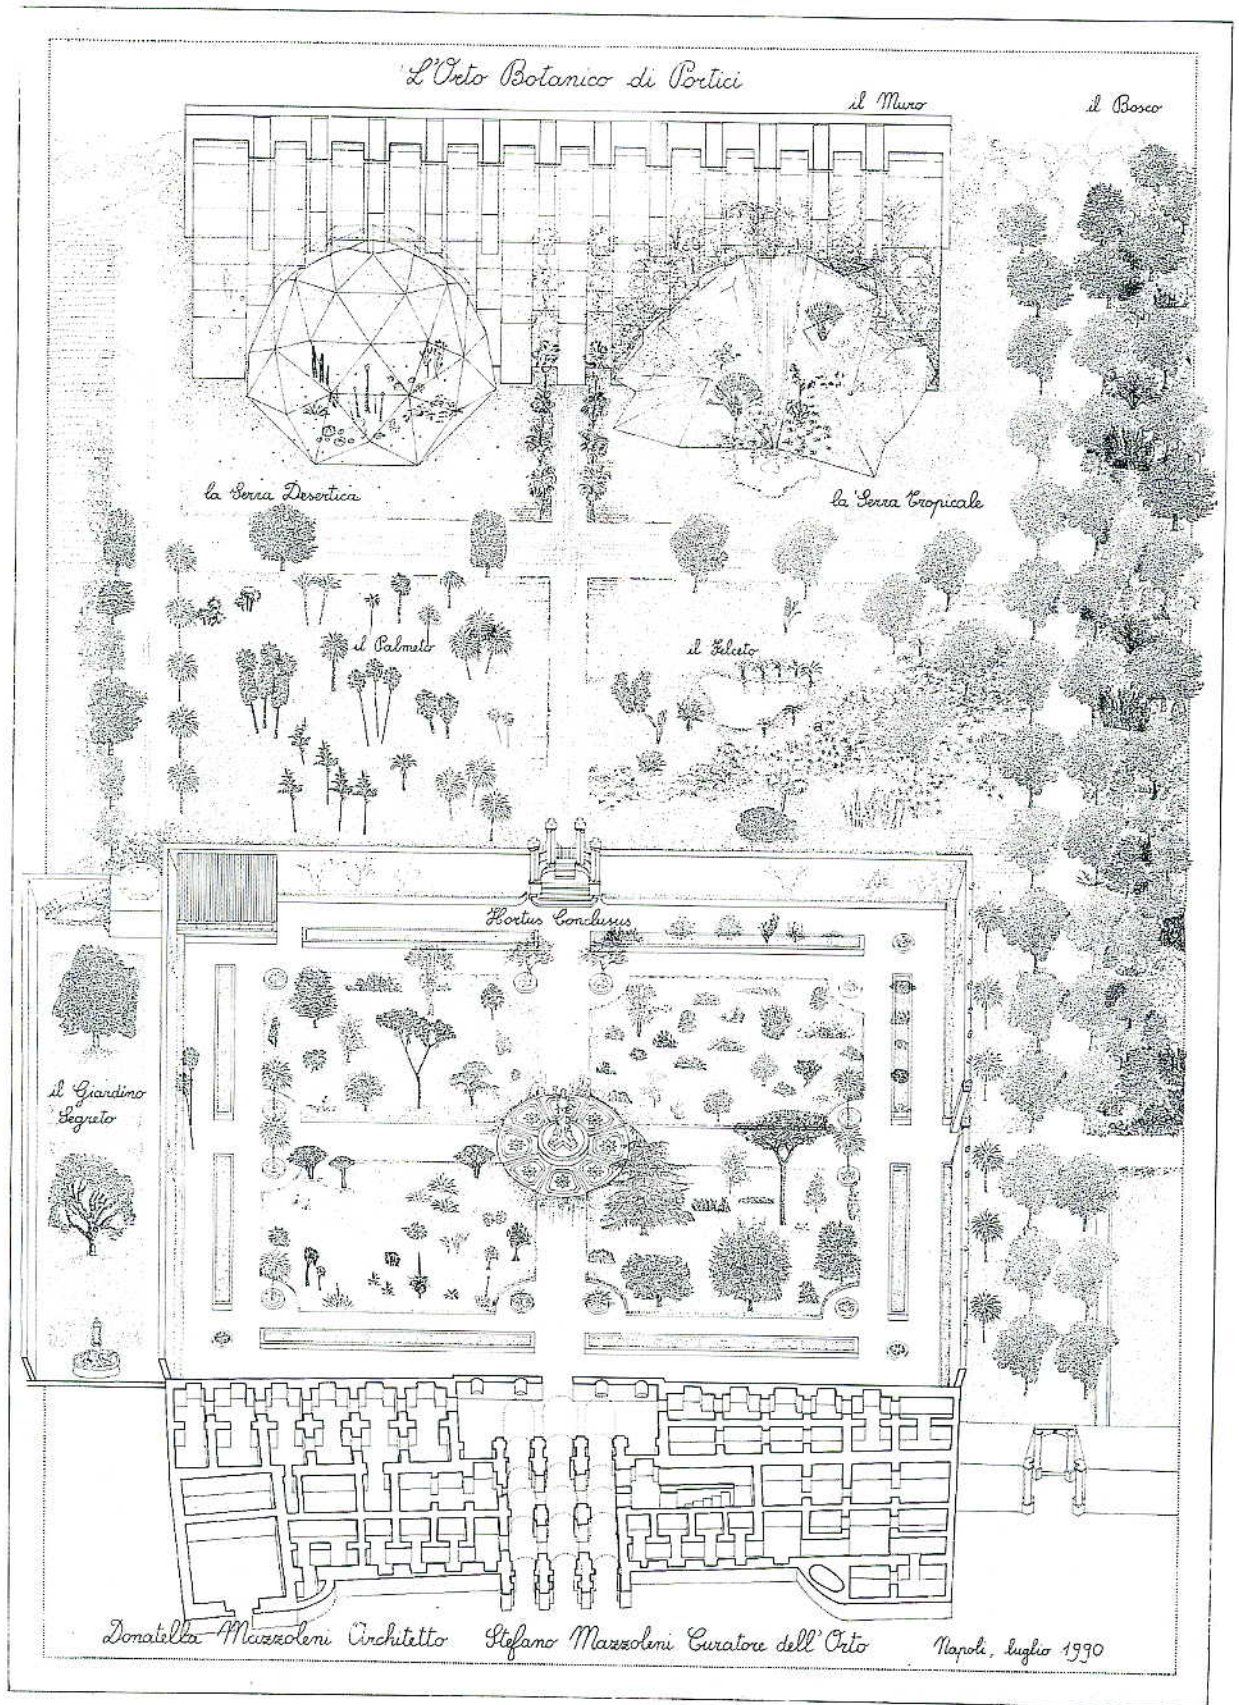 L'Orto Botanico di Portici
il Muro
il Bosco
la Serra Desertica
la Serra Tropicale
il Palmeto
il Felceto
Hortus Conclusus
il Giardino
Segreto
Donatella Mazzoleni Architetto Stefano Mazzoleni Curatore dell'Orto Napoli, luglio 1990